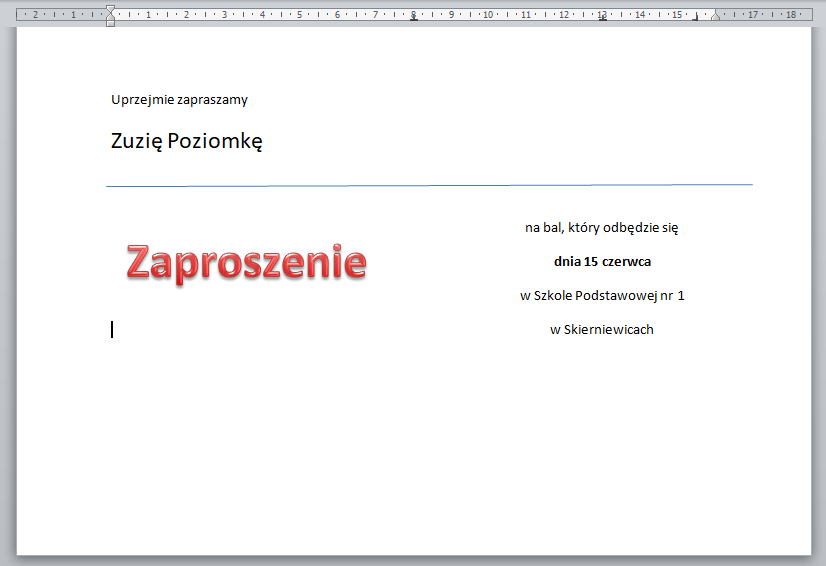 2 1 1 2 3 4 5 6 7 8 9 10 11 12 13 14 15 17 18
Uprzejmie zapraszamy
Zuzię Poziomkę
Zaproszenie
na bal, który odbędzie się
dnia 15 czerwca
w Szkole Podstawowej nr 1
w Skierniewicach